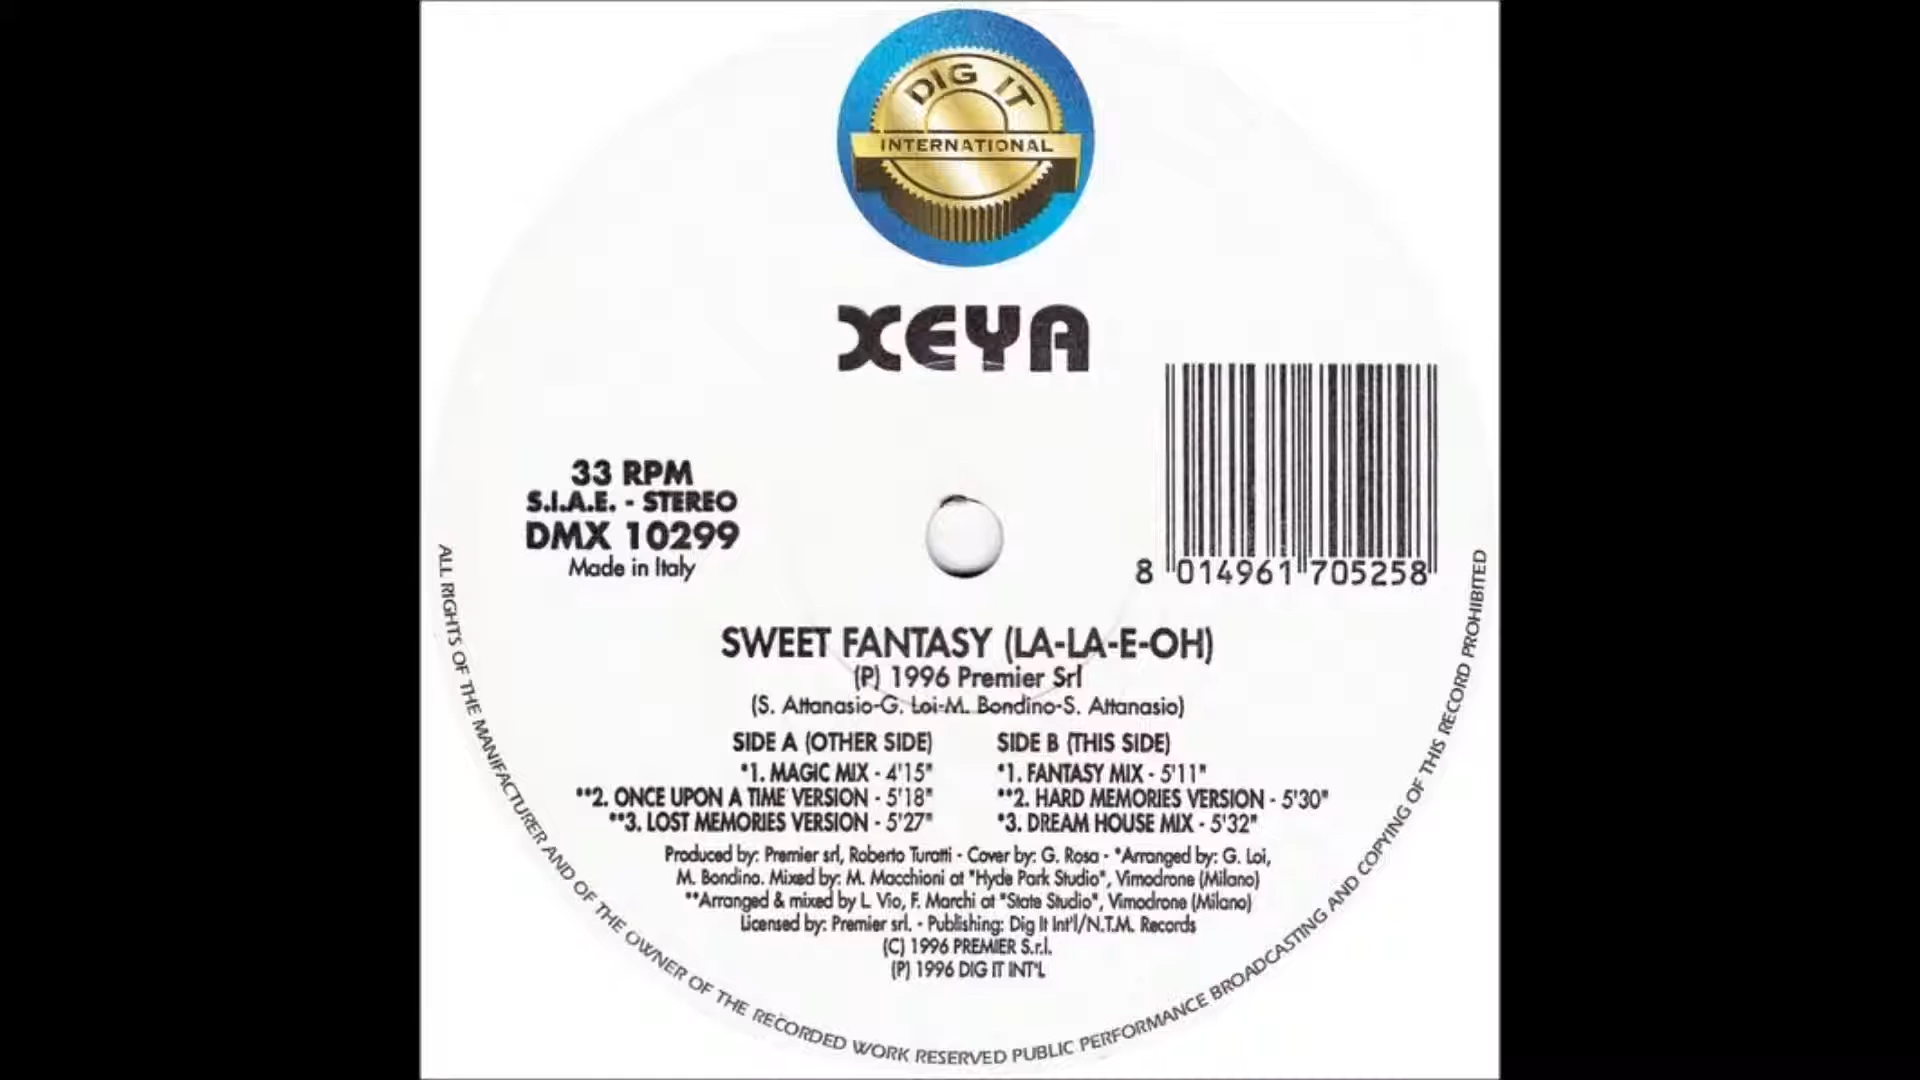 DIG IT
INTERNATIONAL
XEYA
33 RPM
S.I.A.E. - STEREO
DMX 10299
Made in Italy
8 014961 705258
SWEET FANTASY (LA-LA-E-OH)
(P) 1996 Premier Srl
(S. Attanasio-G. Loi-M. Bondino-S. Attanasio)
SIDE A (OTHER SIDE)
*1. MAGIC MIX - 4'15"
**2. ONCE UPON A TIME VERSION - 5'18"
**3. LOST MEMORIES VERSION - 5'27"
SIDE B (THIS SIDE)
*1. FANTASY MIX - 5'11"
**2. HARD MEMORIES VERSION - 5'30"
*3. DREAM HOUSE MIX - 5'32"
Produced by: Premier srl, Roberto Turatti - Cover by: G. Rosa - *Arranged by: G. Loi,
M. Bondino. Mixed by: M. Macchioni at "Hyde Park Studio", Vimodrone (Milano)
**Arranged & mixed by L. Vio, F. Marchi at "State Studio", Vimodrone (Milano)
Licensed by: Premier srl. - Publishing: Dig It Int'l/N.T.M. Records
(C) 1996 PREMIER S.r.l.
(P) 1996 DIG IT INT'L
ALL RIGHTS OF THE MANIFACTURER AND OF THE OWNER OF THE RECORDED WORK RESERVED PUBLIC PERFORMANCE BROADCASTING AND COPYING OF THIS RECORD PROHIBITED